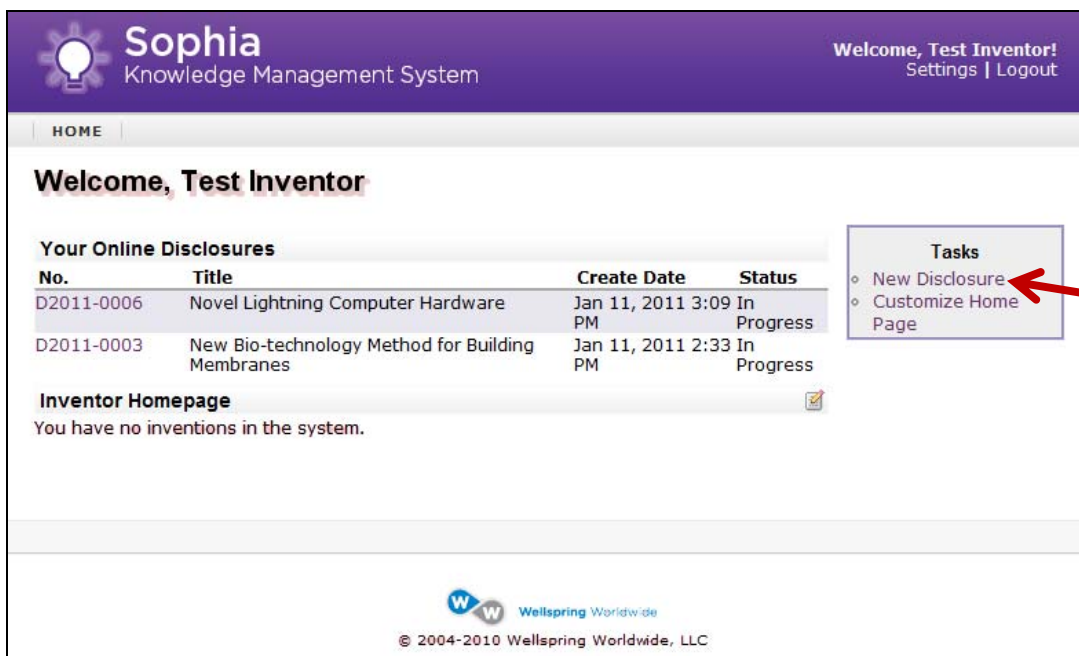 Sophia
Knowledge Management System
Welcome, Test Inventor!
Settings | Logout
HOME
Welcome, Test Inventor
Your Online Disclosures
No. Title Create Date Status
D2011-0006 Novel Lightning Computer Hardware Jan 11, 2011 3:09 In
PM Progress
D2011-0003 New Bio-technology Method for Building Jan 11, 2011 2:33 In
Membranes PM Progress
Inventor Homepage
You have no inventions in the system.
Tasks
New Disclosure
Customize Home
Page
W W Wellspring Worldwide
© 2004-2010 Wellspring Worldwide, LLC